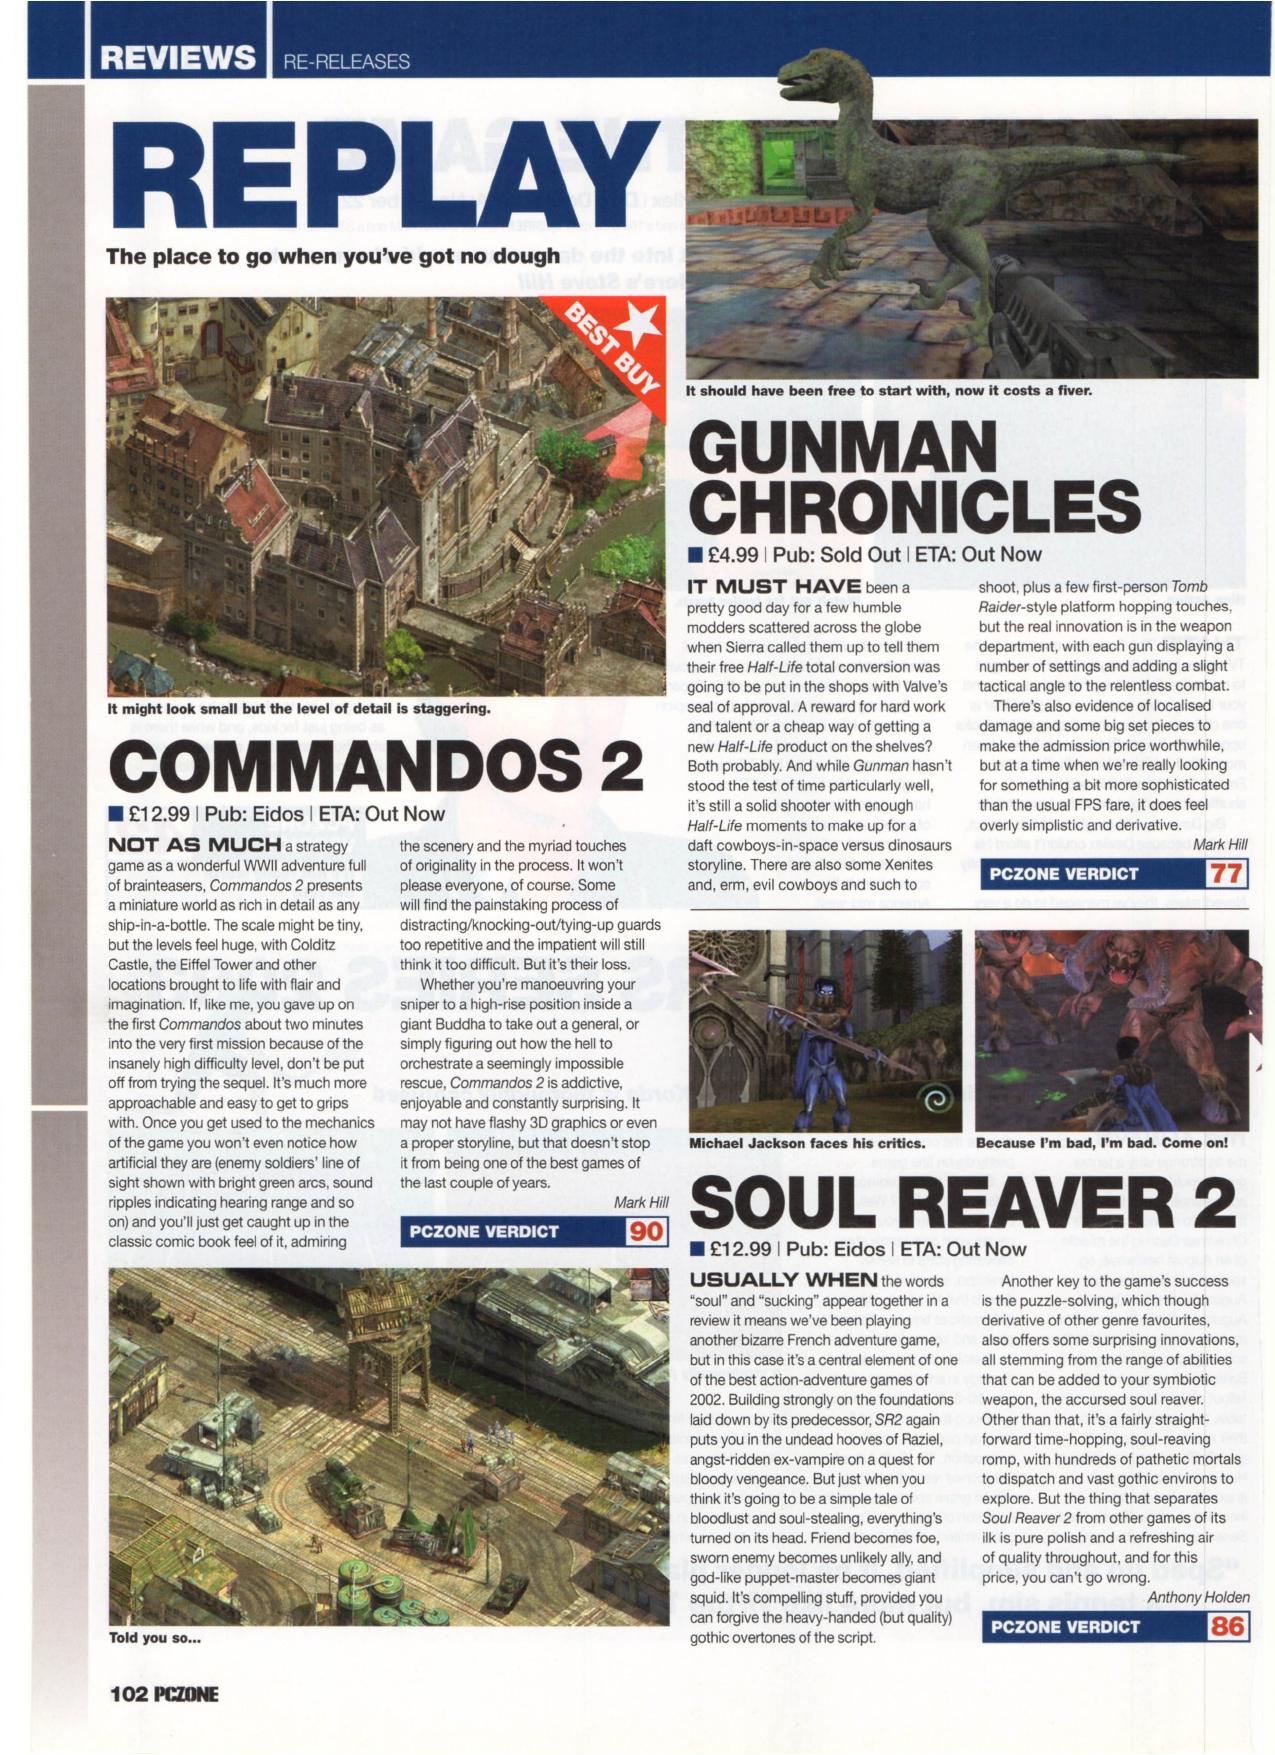 REVIEWS
RE-RELEASES
REPLAY
The place to go when you've got no dough
BEST BUY
It might look small but the level of detail is staggering.
COMMANDOS 2
£12.99 | Pub: Eidos | ETA: Out Now
NOT AS MUCH a strategy
game as a wonderful WWII adventure full
of brainteasers, Commandos 2 presents
a miniature world as rich in detail as any
ship-in-a-bottle. The scale might be tiny,
but the levels feel huge, with Colditz
Castle, the Eiffel Tower and other
locations brought to life with flair and
imagination. If, like me, you gave up on
the first Commandos about two minutes
into the very first mission because of the
insanely high difficulty level, don't be put
off from trying the sequel. It's much more
approachable and easy to get to grips
with. Once you get used to the mechanics
of the game you won't even notice how
artificial they are (enemy soldiers' line of
sight shown with bright green arcs, sound
ripples indicating hearing range and so
on) and you'll just get caught up in the
classic comic book feel of it, admiring
the scenery and the myriad touches
of originality in the process. It won't
please everyone, of course. Some
will find the painstaking process of
distracting/knocking-out/tying-up guards
too repetitive and the impatient will still
think it too difficult. But it's their loss.
Whether you're manoeuvring your
sniper to a high-rise position inside a
giant Buddha to take out a general, or
simply figuring out how the hell to
orchestrate a seemingly impossible
rescue, Commandos 2 is addictive,
enjoyable and constantly surprising. It
may not have flashy 3D graphics or even
a proper storyline, but that doesn't stop
it from being one of the best games of
the last couple of years.
Mark Hill
PCZONE VERDICT 90
Told you so...
It should have been free to start with, now it costs a fiver.
GUNMAN
CHRONICLES
£4.99 | Pub: Sold Out | ETA: Out Now
IT MUST HAVE been a
pretty good day for a few humble
modders scattered across the globe
when Sierra called them up to tell them
their free Half-Life total conversion was
going to be put in the shops with Valve's
seal of approval. A reward for hard work
and talent or a cheap way of getting a
new Half-Life product on the shelves?
Both probably. And while Gunman hasn't
stood the test of time particularly well,
it's still a solid shooter with enough
Half-Life moments to make up for a
daft cowboys-in-space versus dinosaurs
storyline. There are also some Xenites
and, erm, evil cowboys and such to
shoot, plus a few first-person Tomb
Raider-style platform hopping touches,
but the real innovation is in the weapon
department, with each gun displaying a
number of settings and adding a slight
tactical angle to the relentless combat.
There's also evidence of localised
damage and some big set pieces to
make the admission price worthwhile,
but at a time when we're really looking
for something a bit more sophisticated
than the usual FPS fare, it does feel
overly simplistic and derivative.
Mark Hill
PCZONE VERDICT 77
Michael Jackson faces his critics.
Because I'm bad, I'm bad. Come on!
SOUL REAVER 2
£12.99 | Pub: Eidos | ETA: Out Now
USUALLY WHEN the words
"soul" and "sucking" appear together in a
review it means we've been playing
another bizarre French adventure game,
but in this case it's a central element of one
of the best action-adventure games of
2002. Building strongly on the foundations
laid down by its predecessor, SR2 again
puts you in the undead hooves of Raziel,
angst-ridden ex-vampire on a quest for
bloody vengeance. But just when you
think it's going to be a simple tale of
bloodlust and soul-stealing, everything's
turned on its head. Friend becomes foe,
sworn enemy becomes unlikely ally, and
god-like puppet-master becomes giant
squid. It's compelling stuff, provided you
can forgive the heavy-handed (but quality)
gothic overtones of the script.
Another key to the game's success
is the puzzle-solving, which though
derivative of other genre favourites,
also offers some surprising innovations,
all stemming from the range of abilities
that can be added to your symbiotic
weapon, the accursed soul reaver.
Other than that, it's a fairly straight-
forward time-hopping, soul-reaving
romp, with hundreds of pathetic mortals
to dispatch and vast gothic environs to
explore. But the thing that separates
Soul Reaver 2 from other games of its
ilk is pure polish and a refreshing air
of quality throughout, and for this
price, you can't go wrong.
Anthony Holden
PCZONE VERDICT 86
102 PCZONE